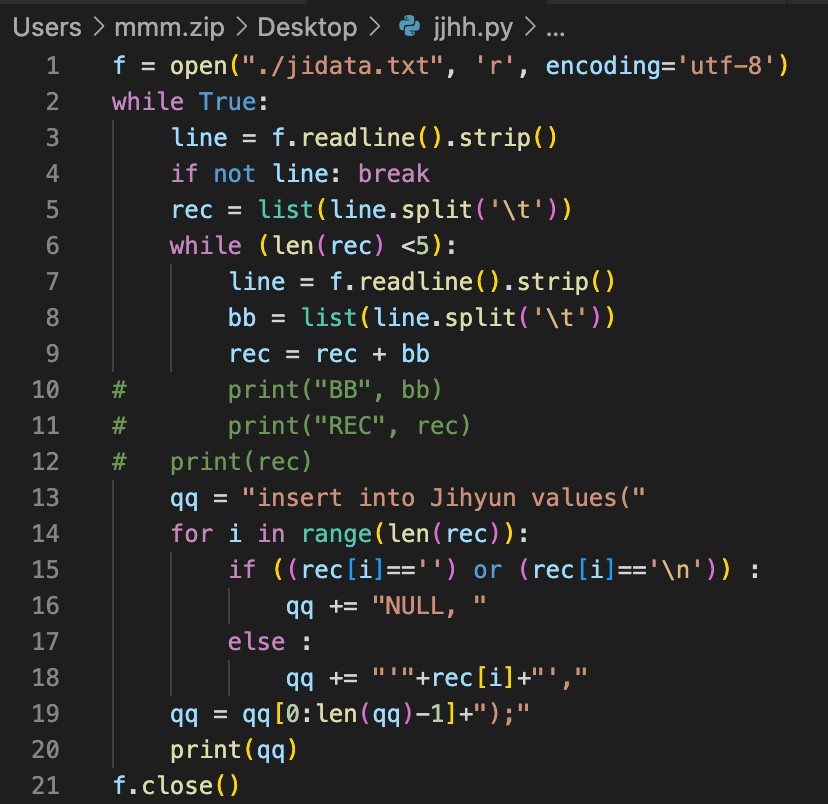 Users > mmm.zip > Desktop > jjhh.py > ...
1 f = open("./jidata.txt", 'r', encoding='utf-8')
2 while True:
3     line = f.readline().strip()
4     if not line: break
5     rec = list(line.split('\t'))
6     while (len(rec) <5):
7         line = f.readline().strip()
8         bb = list(line.split('\t'))
9         rec = rec + bb
10 #       print("BB", bb)
11 #       print("REC", rec)
12 #   print(rec)
13     qq = "insert into Jihyun values("
14     for i in range(len(rec)):
15         if ((rec[i]=='') or (rec[i]=='\n')) :
16             qq += "NULL, "
17         else :
18             qq += "'"+rec[i]+"',"
19     qq = qq[0:len(qq)-1]+");"
20     print(qq)
21 f.close()